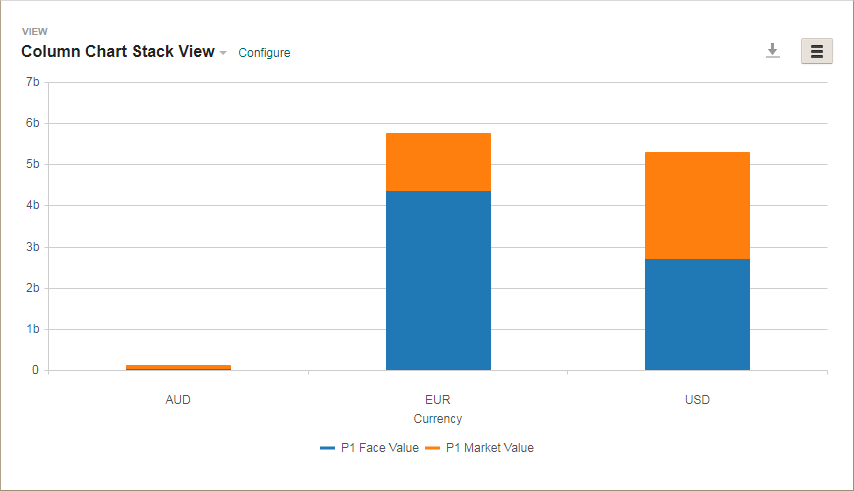 VIEW
Column Chart Stack View Configure
7b
6b
5b
4b
3b
2b
1b
0
AUD EUR USD
Currency
P1 Face Value P1 Market Value